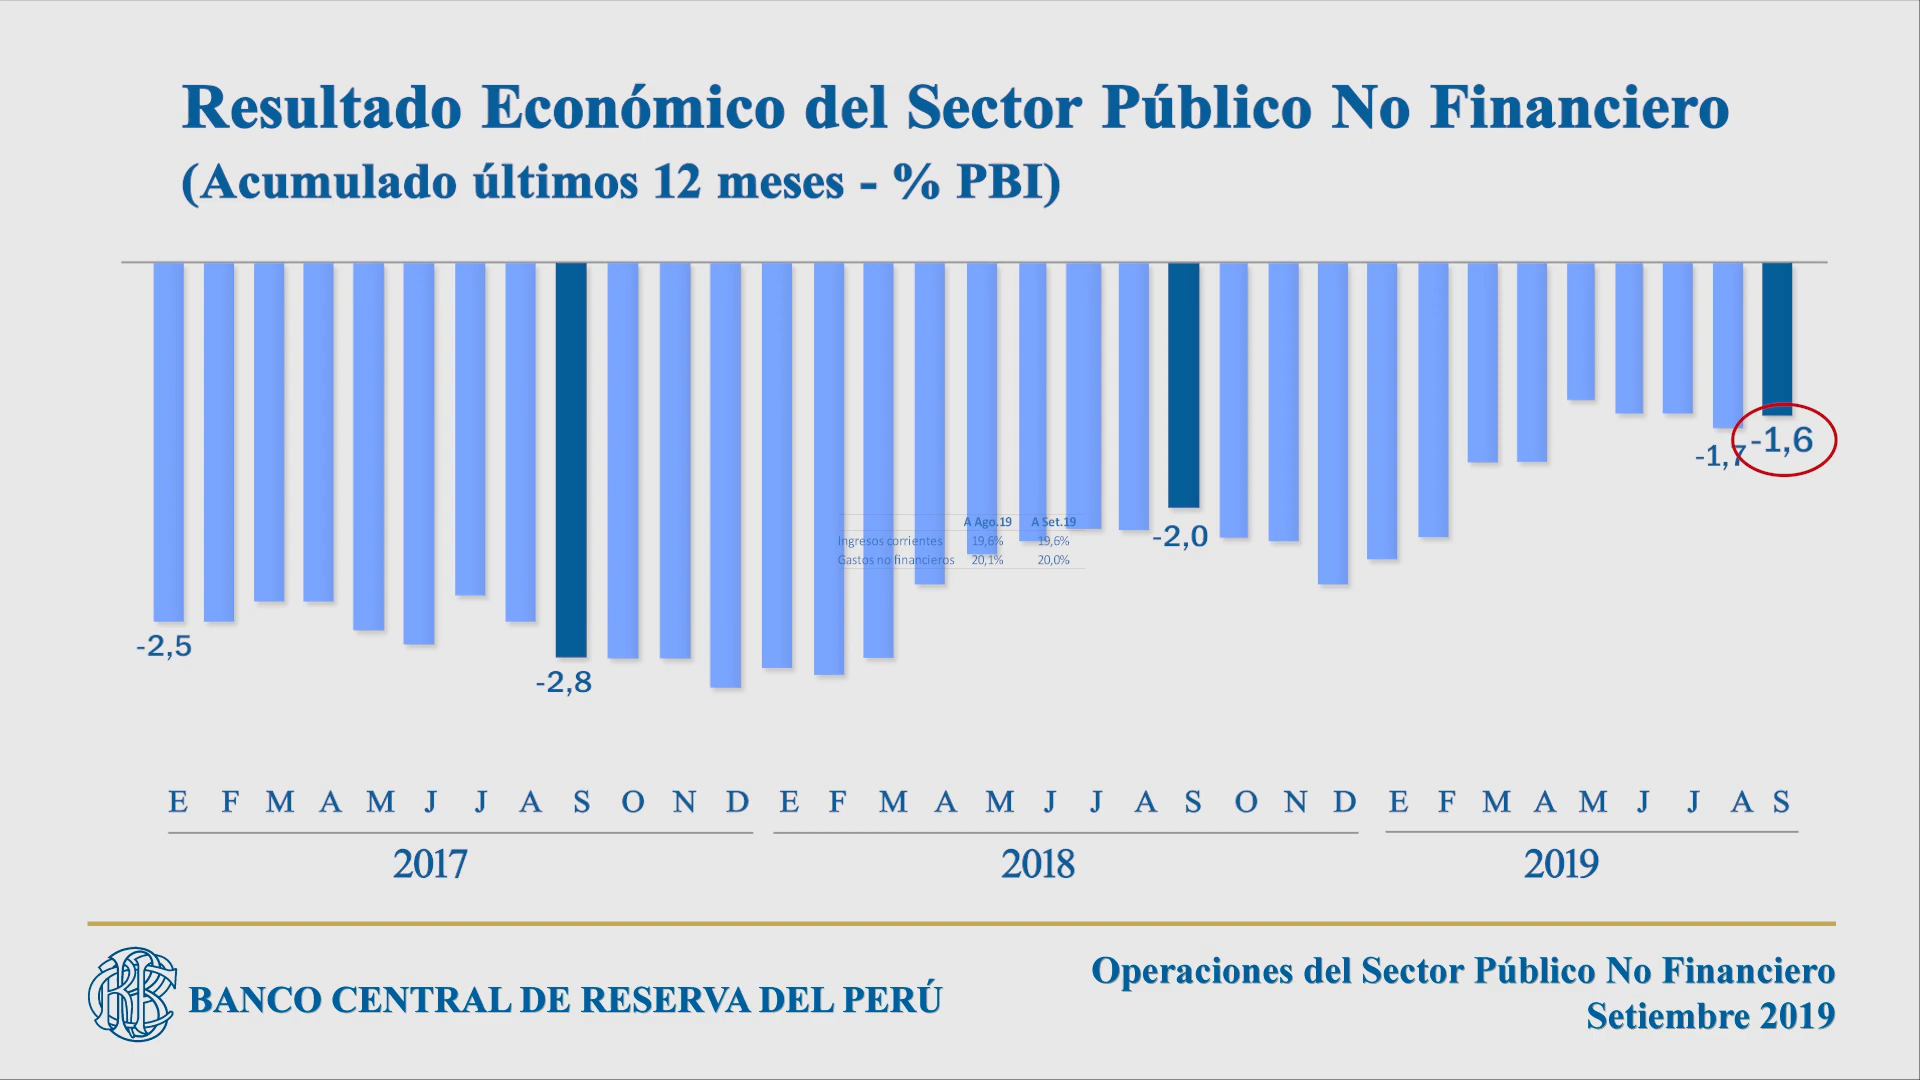 Resultado Económico del Sector Público No Financiero
(Acumulado últimos 12 meses - % PBI)
-1,6
-1,7
A Ago.19 A Set.19
Ingresos corrientes 19,6% 19,6%
Gastos no financieros 20,1% 20,0%
-2,0
-2,5
-2,8
E F M A M J J A S O N D E F M A M J J A S O N D E F M A M J J A S
2017 2018 2019
BANCO CENTRAL DE RESERVA DEL PERÚ
Operaciones del Sector Público No Financiero
Setiembre 2019